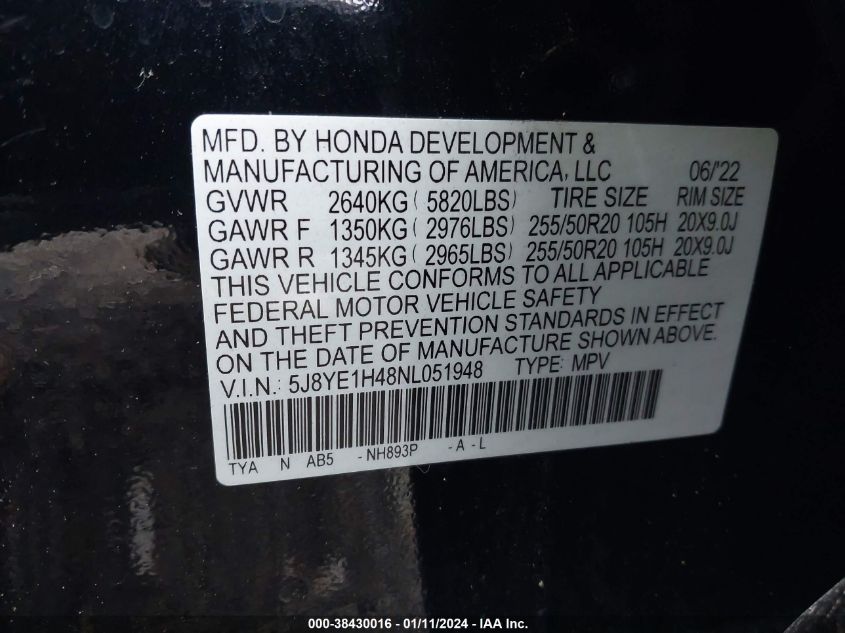 MFD. BY HONDA DEVELOPMENT &
MANUFACTURING OF AMERICA, LLC 06/'22
GVWR 2640KG ( 5820LBS) TIRE SIZE RIM SIZE
GAWR F 1350KG ( 2976LBS) 255/50R20 105H 20X9.0J
GAWR R 1345KG ( 2965LBS) 255/50R20 105H 20X9.0J
THIS VEHICLE CONFORMS TO ALL APPLICABLE
FEDERAL MOTOR VEHICLE SAFETY
AND THEFT PREVENTION STANDARDS IN EFFECT
ON THE DATE OF MANUFACTURE SHOWN ABOVE.
V.I.N.: 5J8YE1H48NL051948 TYPE: MPV
TYA N AB5 - NH893P - A - L
000-38430016 - 01/11/2024 - IAA Inc.